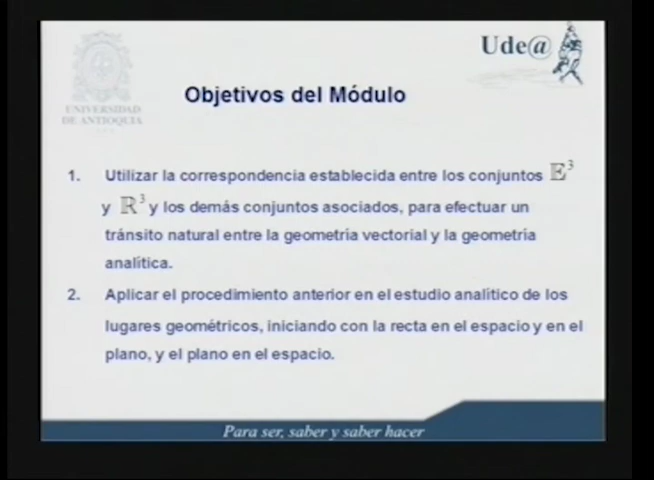 Ude@
UNIVERSIDAD
DE ANTIOQUIA
Objetivos del Módulo
1. Utilizar la correspondencia establecida entre los conjuntos 𝔼³
y ℝ³ y los demás conjuntos asociados, para efectuar un
tránsito natural entre la geometría vectorial y la geometría
analítica.
2. Aplicar el procedimiento anterior en el estudio analítico de los
lugares geométricos, iniciando con la recta en el espacio y en el
plano, y el plano en el espacio.
Para ser, saber y saber hacer